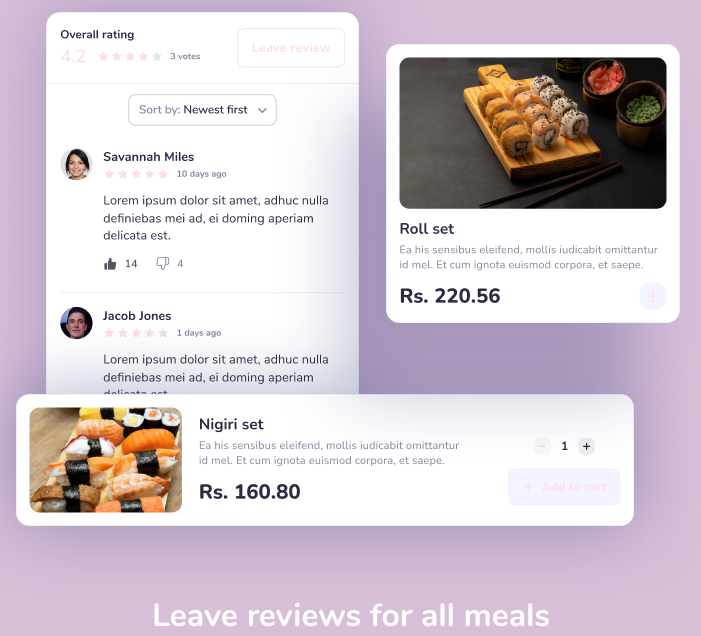 Overall rating
4.2
3 votes
Leave review
Sort by: Newest first
Savannah Miles
10 days ago
Lorem ipsum dolor sit amet, adhuc nulla
definiebas mei ad, ei doming aperiam
delicata est.
14
4
Jacob Jones
1 days ago
Lorem ipsum dolor sit amet, adhuc nulla
definiebas mei ad, ei doming aperiam
delicata est.
Roll set
Ea his sensibus eleifend, mollis iudicabit omittantur
id mel. Et cum ignota euismod corpora, et saepe.
Rs. 220.56
+
Nigiri set
Ea his sensibus eleifend, mollis iudicabit omittantur
id mel. Et cum ignota euismod corpora, et saepe.
Rs. 160.80
− 1 +
+ Add to cart
Leave reviews for all meals